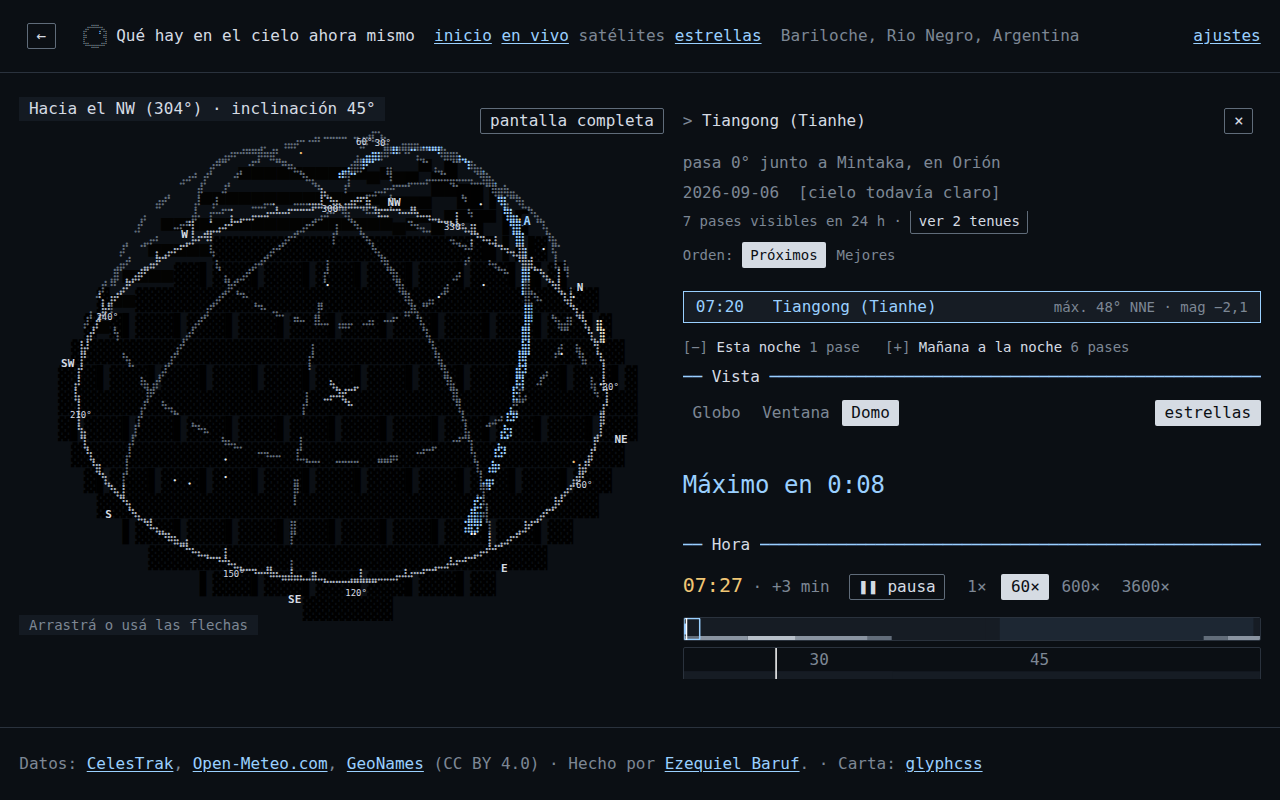 ← Qué hay en el cielo ahora mismo inicio en vivo satélites estrellas Bariloche, Rio Negro, Argentina ajustes
Hacia el NW (304°) · inclinación 45°
pantalla completa
60° 30°
NW
300°
330°
A
W
N
240°
SW
30°
210°
NE
60°
S
150°
E
120°
SE
Arrastrá o usá las flechas
> Tiangong (Tianhe) ×
pasa 0° junto a Mintaka, en Orión
2026-09-06 [cielo todavía claro]
7 pases visibles en 24 h · ver 2 tenues
Orden: Próximos Mejores
07:20 Tiangong (Tianhe) máx. 48° NNE · mag −2,1
[−] Esta noche 1 pase [+] Mañana a la noche 6 pases
Vista
Globo Ventana Domo estrellas
Máximo en 0:08
Hora
07:27 · +3 min ❚❚ pausa 1× 60× 600× 3600×
30 45
Datos: CelesTrak, Open-Meteo.com, GeoNames (CC BY 4.0) · Hecho por Ezequiel Baruf. · Carta: glyphcss